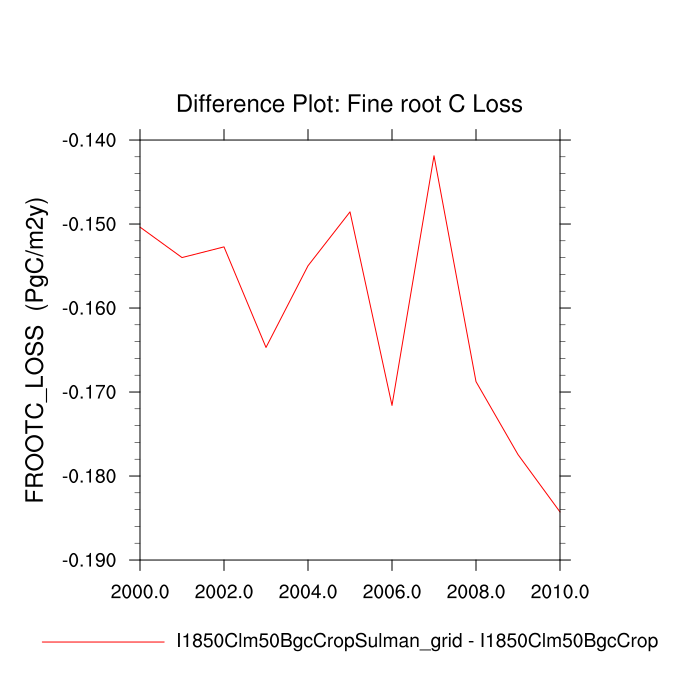 Difference Plot: Fine root C Loss
FROOTC_LOSS (PgC/m2y)
-0.140
-0.150
-0.160
-0.170
-0.180
-0.190
2000.0 2002.0 2004.0 2006.0 2008.0 2010.0
I1850Clm50BgcCropSulman_grid - I1850Clm50BgcCrop